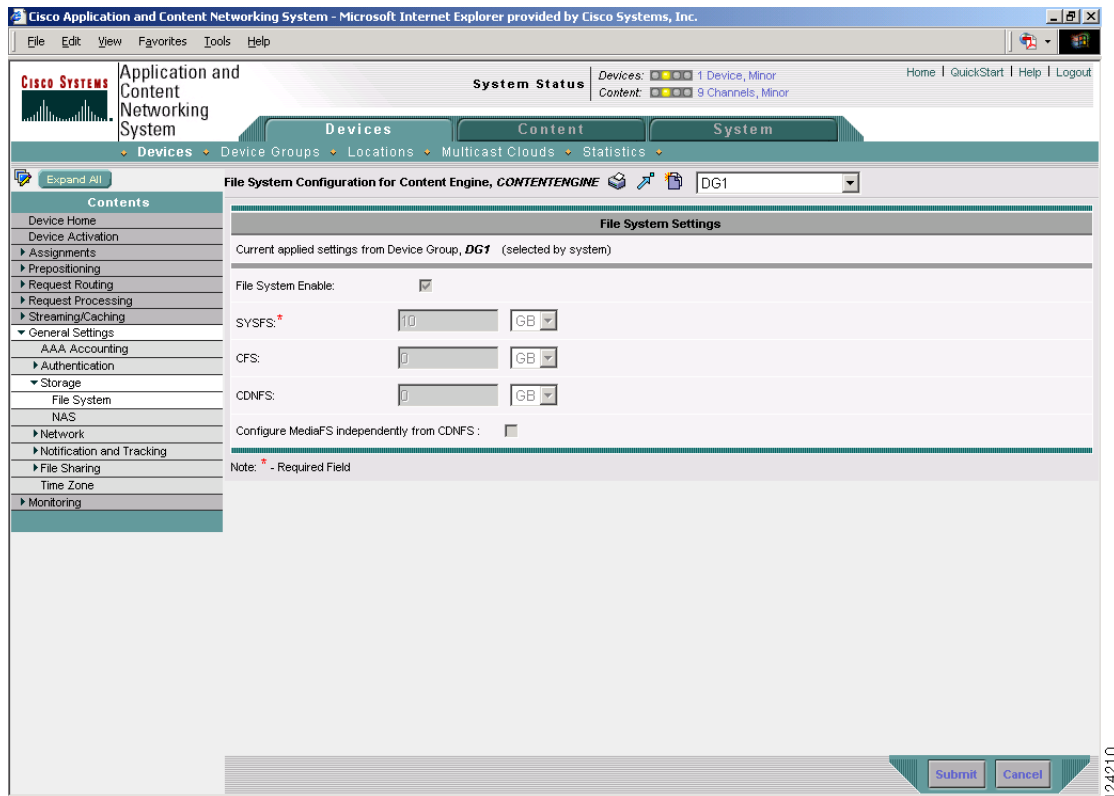 Cisco Application and Content Networking System - Microsoft Internet Explorer provided by Cisco Systems, Inc.
File Edit View Favorites Tools Help
CISCO SYSTEMS
Application and
Content
Networking
System
System Status
Devices: 1 Device, Minor
Content: 9 Channels, Minor
Home | QuickStart | Help | Logout
Devices Content System
Devices Device Groups Locations Multicast Clouds Statistics
Expand All
File System Configuration for Content Engine, CONTENTENGINE DG1
Contents
Device Home
Device Activation
Assignments
Prepositioning
Request Routing
Request Processing
Streaming/Caching
General Settings
AAA Accounting
Authentication
Storage
File System
NAS
Network
Notification and Tracking
File Sharing
Time Zone
Monitoring
File System Settings
Current applied settings from Device Group, DG1 (selected by system)
File System Enable:
SYSFS:* 10 GB
CFS: 0 GB
CDNFS: 0 GB
Configure MediaFS independently from CDNFS :
Note: * - Required Field
Submit Cancel
124210